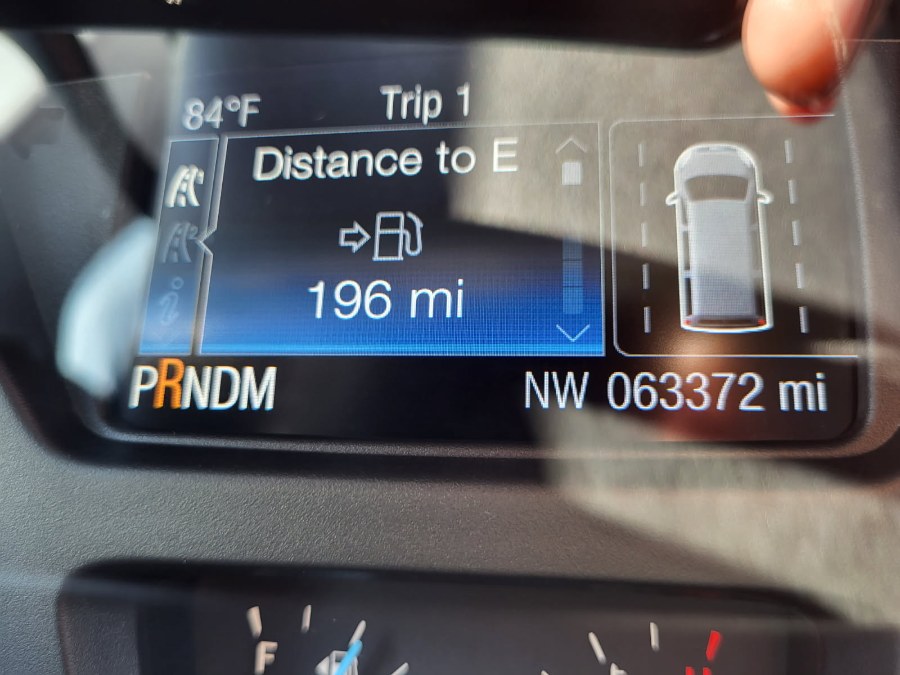 84°F Trip 1
Distance to E
196 mi
PRNDM NW 063372 mi
F